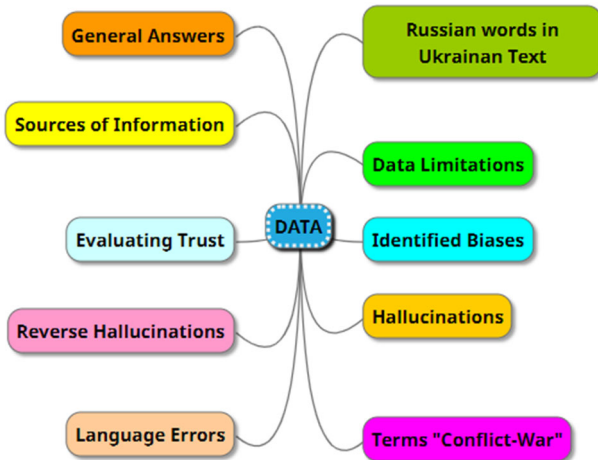 General Answers
Sources of Information
Evaluating Trust
Reverse Hallucinations
Language Errors
DATA
Russian words in
Ukrainan Text
Data Limitations
Identified Biases
Hallucinations
Terms "Conflict-War"